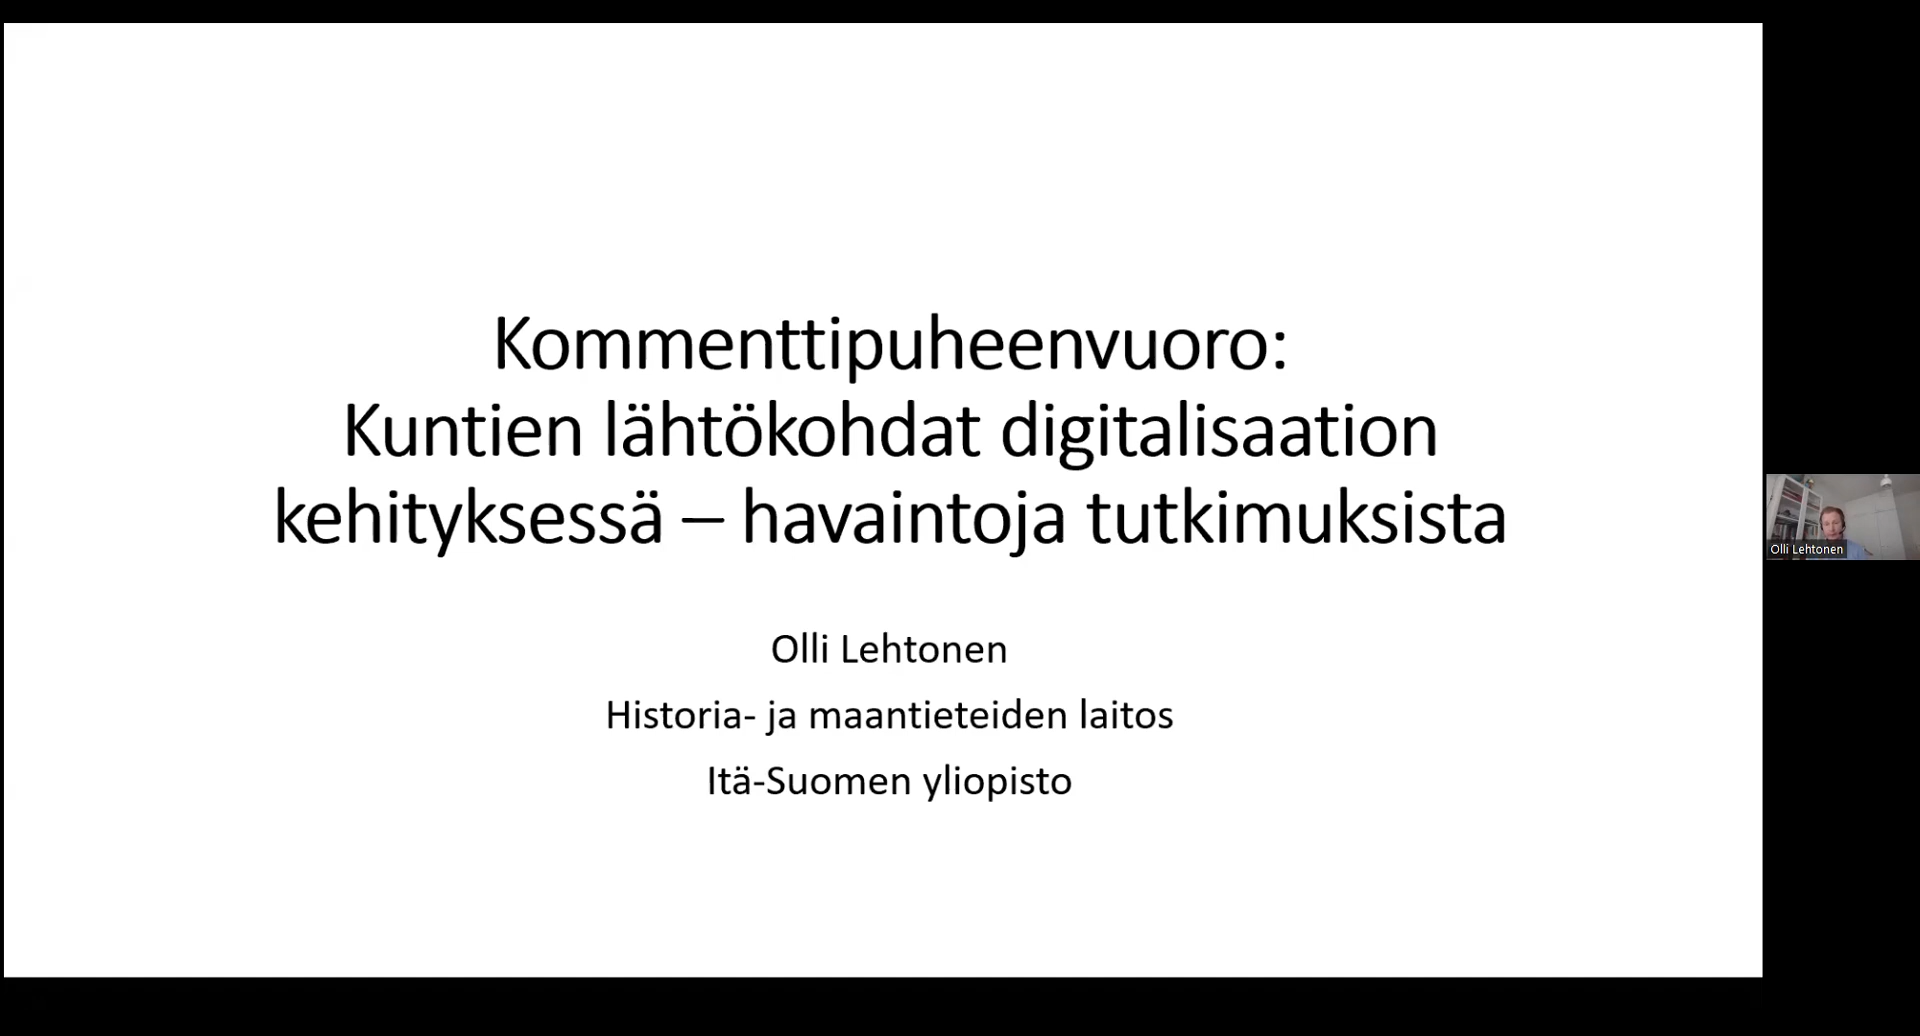 Kommenttipuheenvuoro:
Kuntien lähtökohdat digitalisaation
kehityksessä – havaintoja tutkimuksista
Olli Lehtonen
Historia- ja maantieteiden laitos
Itä-Suomen yliopisto
Olli Lehtonen